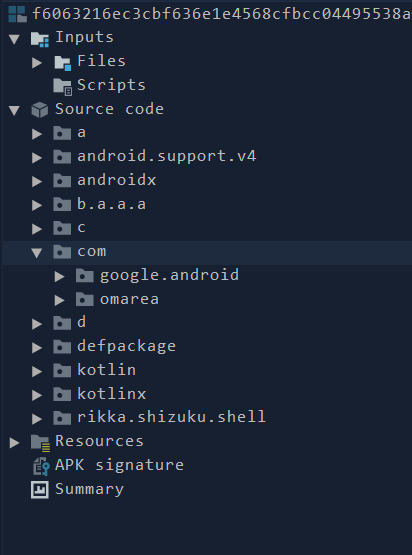 f6063216ec3cbf636e1e4568cfbcc04495538a
Inputs
Files
Scripts
Source code
a
android.support.v4
androidx
b.a.a.a
c
com
google.android
omarea
d
defpackage
kotlin
kotlinx
rikka.shizuku.shell
Resources
APK signature
Summary